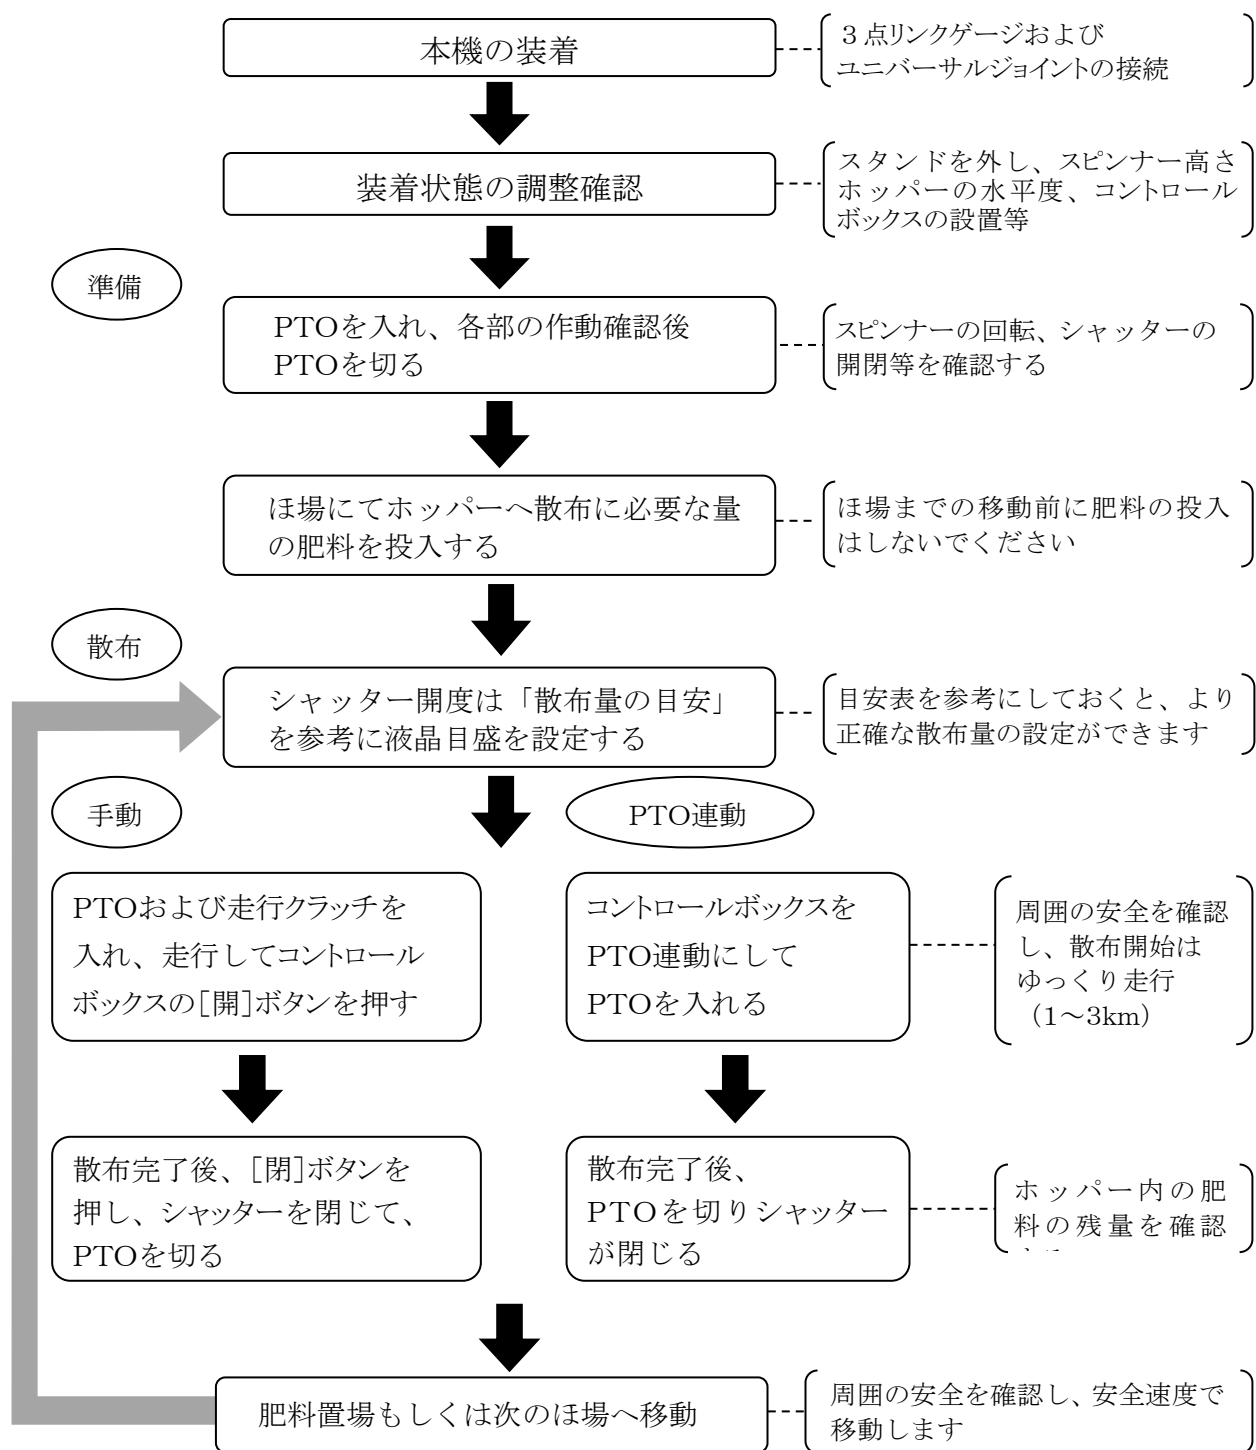 本機の装着
３点リンクゲージおよび
ユニバーサルジョイントの接続
装着状態の調整確認
スタンドを外し、スピンナー高さ
ホッパーの水平度、コントロール
ボックスの設置等
準備
PTOを入れ、各部の作動確認後
PTOを切る
スピンナーの回転、シャッターの
開閉等を確認する
ほ場にてホッパーへ散布に必要な量
の肥料を投入する
ほ場までの移動前に肥料の投入
はしないでください
散布
シャッター開度は「散布量の目安」
を参考に液晶目盛を設定する
目安表を参考にしておくと、より
正確な散布量の設定ができます
手動
PTO連動
PTOおよび走行クラッチを
入れ、走行してコントロール
ボックスの[開]ボタンを押す
コントロールボックスを
PTO連動にして
PTOを入れる
周囲の安全を確認
し、散布開始は
ゆっくり走行
（1～3km）
散布完了後、[閉]ボタンを
押し、シャッターを閉じて、
PTOを切る
散布完了後、
PTOを切りシャッター
が閉じる
ホッパー内の肥
料の残量を確認
肥料置場もしくは次のほ場へ移動
周囲の安全を確認し、安全速度で
移動します